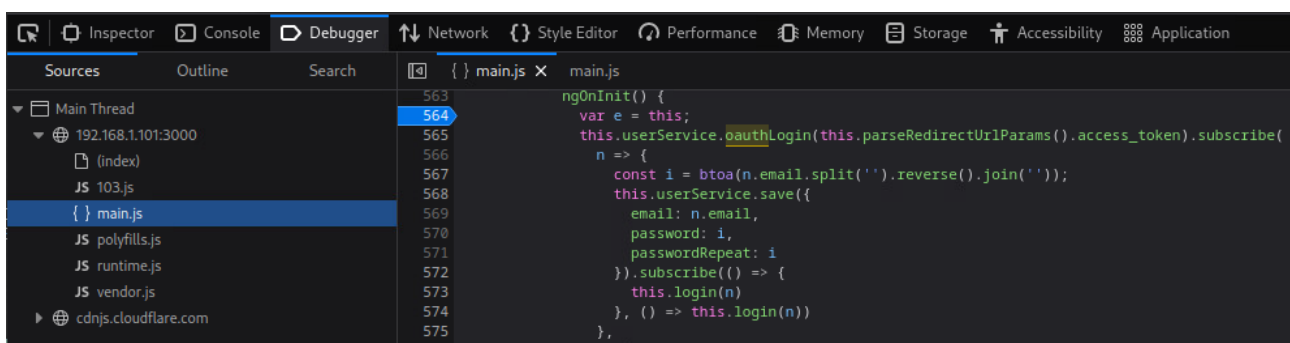 Inspector Console Debugger Network {} Style Editor Performance Memory Storage Accessibility Application
Sources Outline Search { } main.js × main.js
Main Thread
192.168.1.101:3000
(index)
JS 103.js
{ } main.js
JS polyfills.js
JS runtime.js
JS vendor.js
cdnjs.cloudflare.com
563 ngOnInit() {
564 var e = this;
565 this.userService.oauthLogin(this.parseRedirectUrlParams().access_token).subscribe(
566 n => {
567 const i = btoa(n.email.split('').reverse().join(''));
568 this.userService.save({
569 email: n.email,
570 password: i,
571 passwordRepeat: i
572 }).subscribe(() => {
573 this.login(n)
574 }, () => this.login(n))
575 },